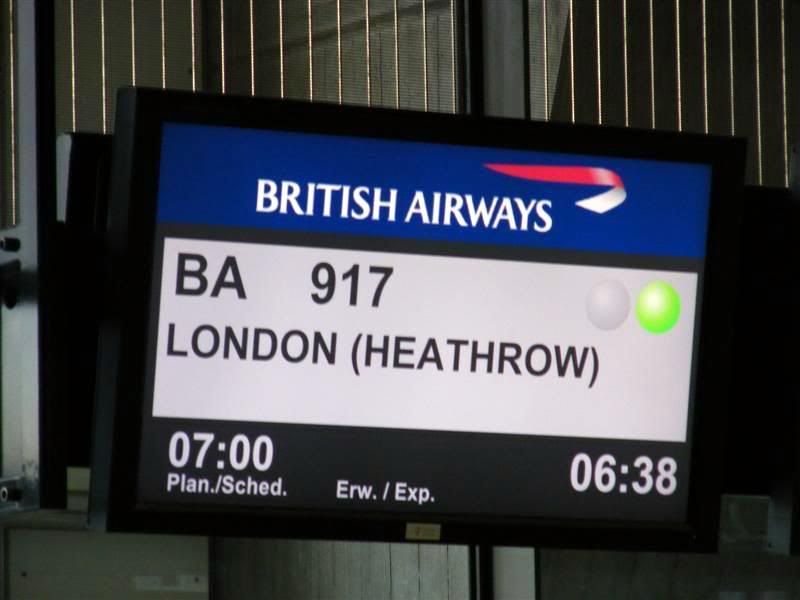 BRITISH AIRWAYS
BA 917
LONDON (HEATHROW)
07:00 06:38
Plan./Sched. Erw. / Exp.